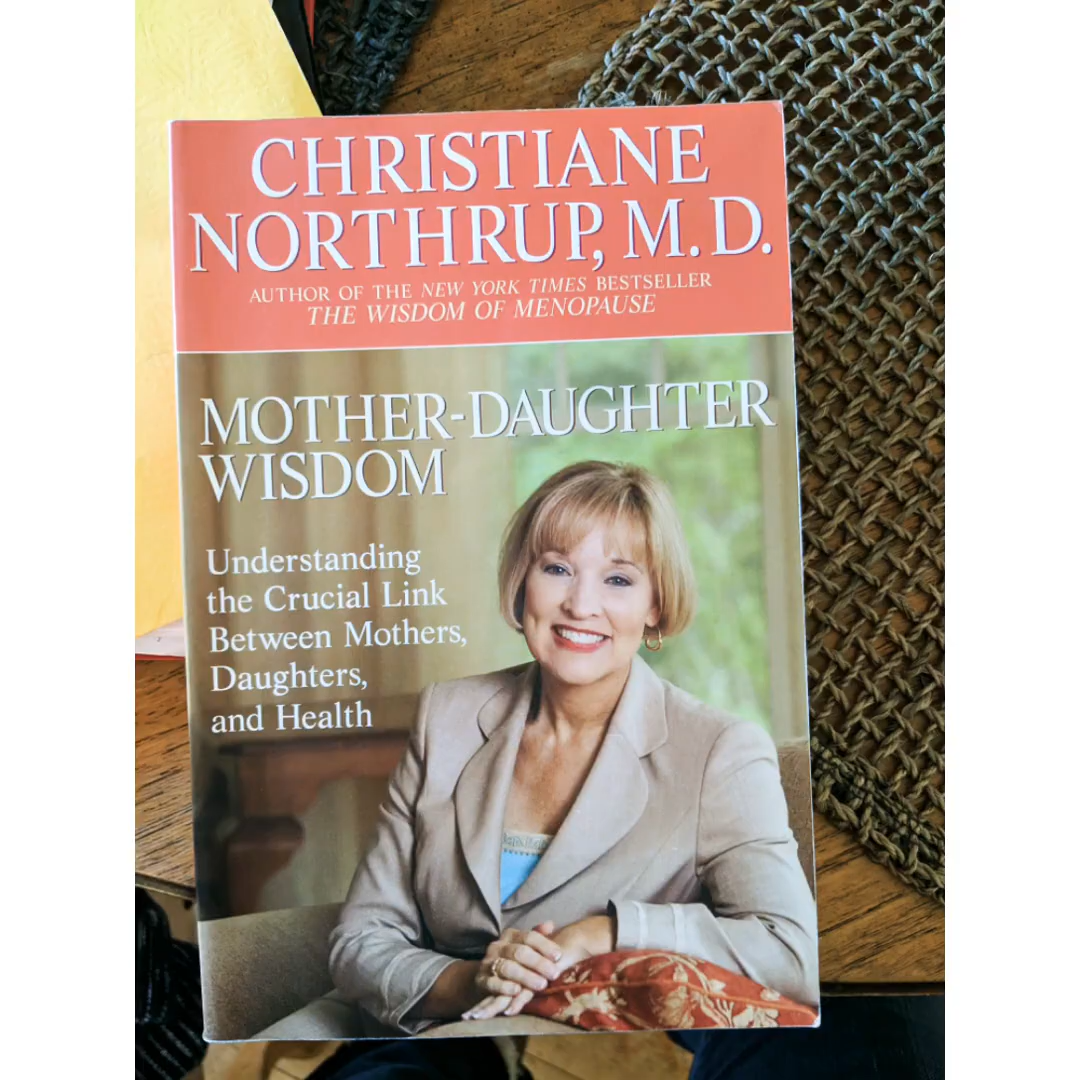 CHRISTIANE
NORTHRUP, M.D.
AUTHOR OF THE NEW YORK TIMES BESTSELLER
THE WISDOM OF MENOPAUSE
MOTHER-DAUGHTER
WISDOM
Understanding
the Crucial Link
Between Mothers,
Daughters,
and Health